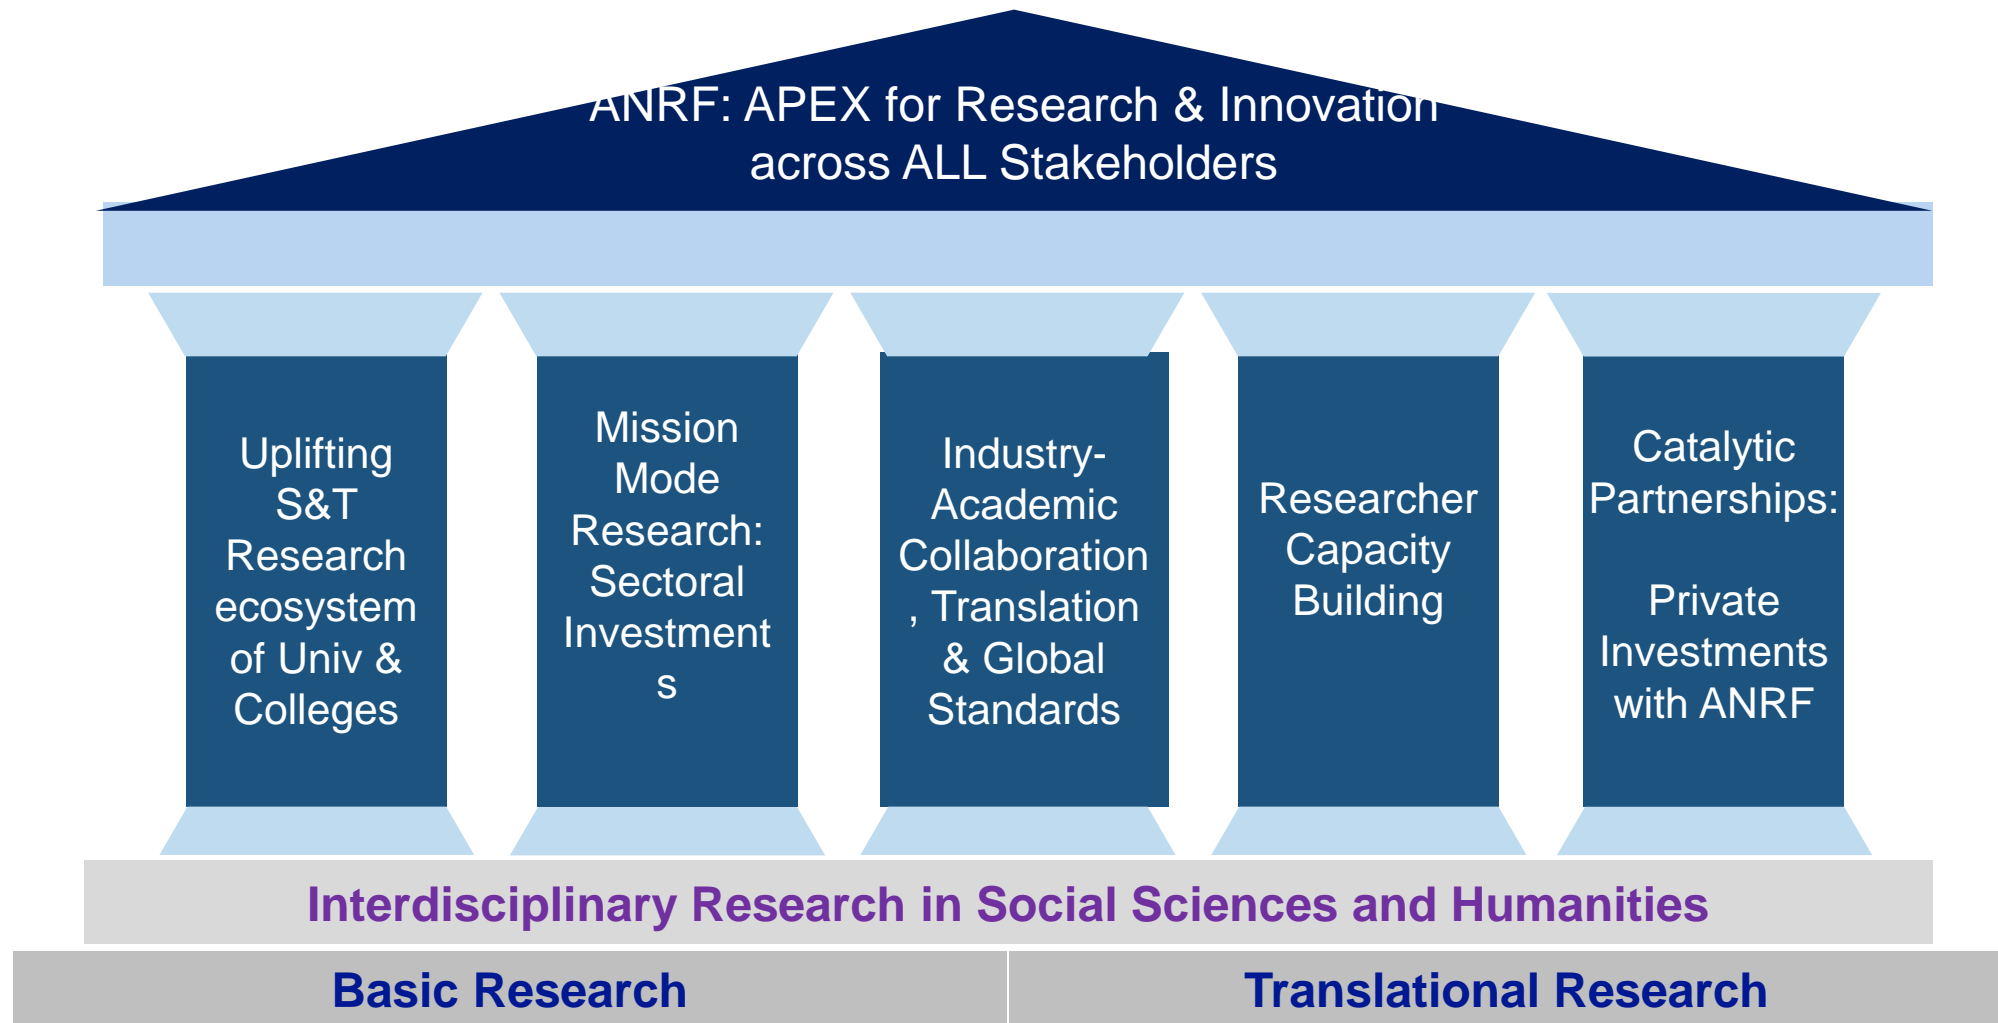 ANRF: APEX for Research & Innovation
across ALL Stakeholders
Uplifting
S&T
Research
ecosystem
of Univ &
Colleges
Mission
Mode
Research:
Sectoral
Investment
s
Industry-
Academic
Collaboration
, Translation
& Global
Standards
Researcher
Capacity
Building
Catalytic
Partnerships:
Private
Investments
with ANRF
Interdisciplinary Research in Social Sciences and Humanities
Basic Research
Translational Research